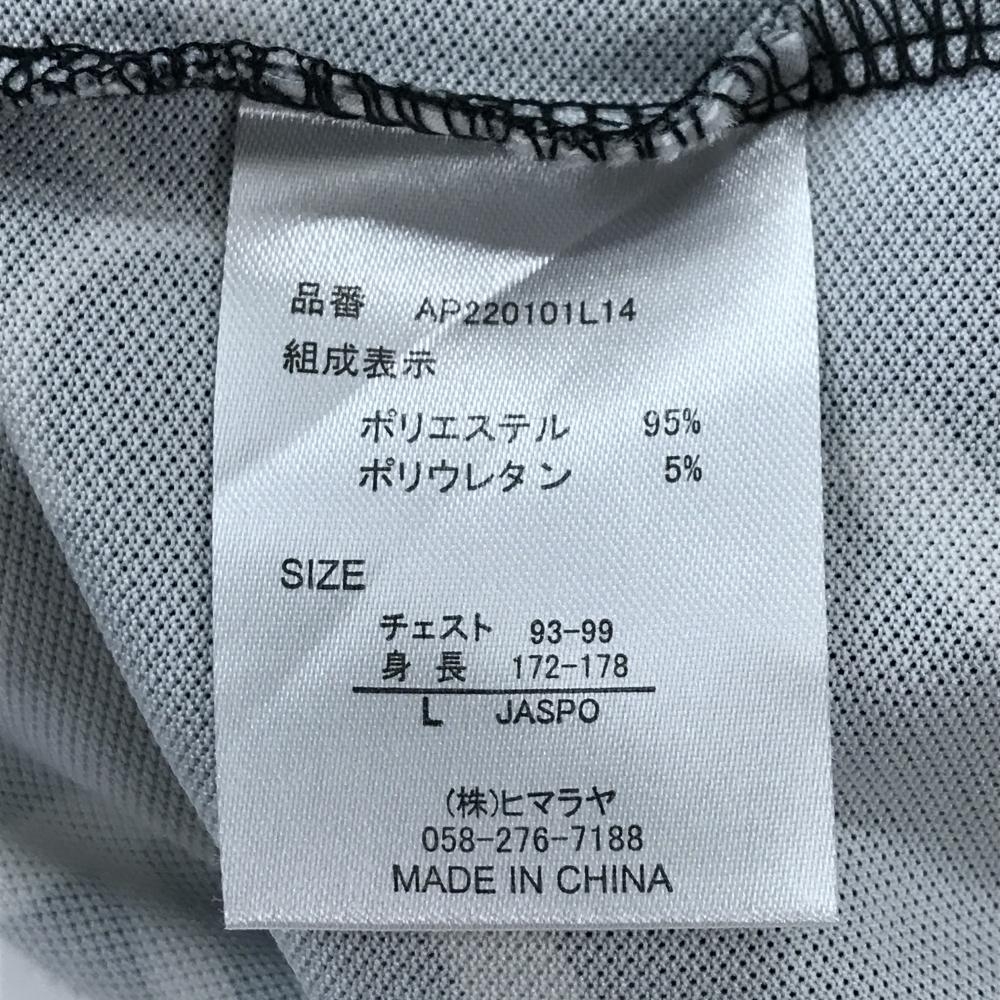 品番 AP220101L14
組成表示
ポリエステル 95%
ポリウレタン 5%
SIZE
チェスト 93-99
身長 172-178
L JASPO
(株)ヒマラヤ
058-276-7188
MADE IN CHINA